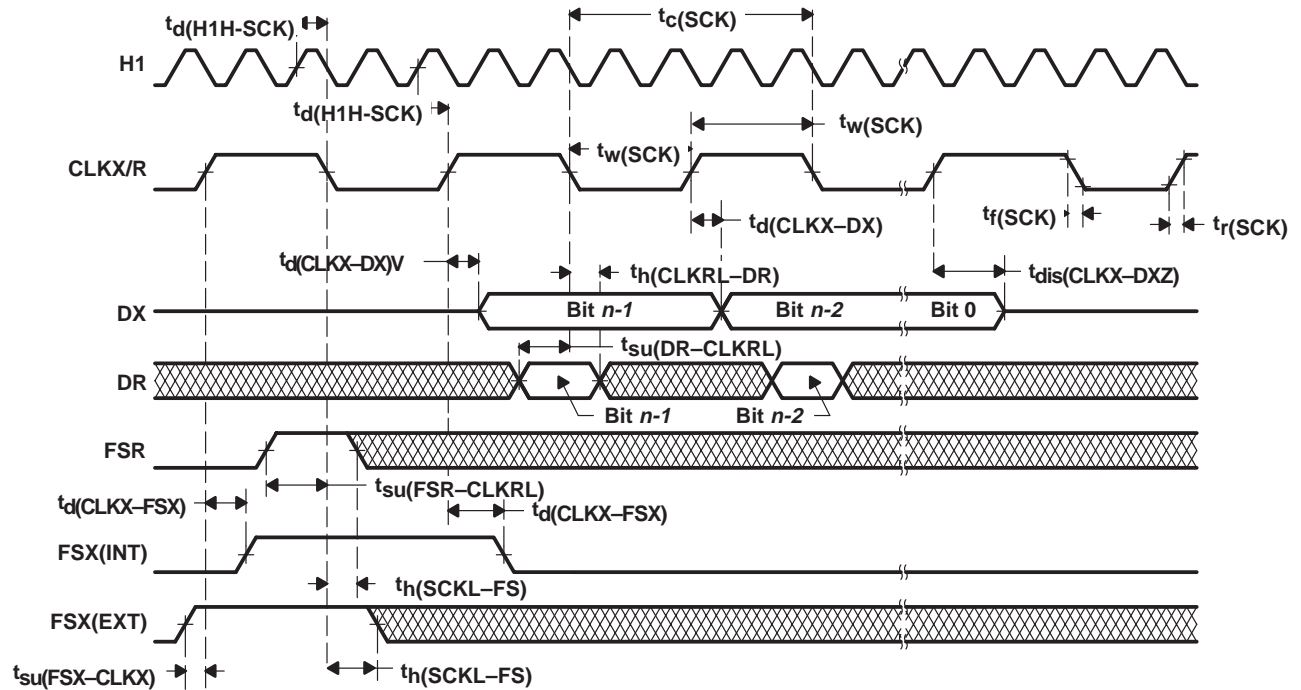 td(H1H-SCK)
tc(SCK)
H1
td(H1H-SCK)
tw(SCK)
tw(SCK)
CLKX/R
tf(SCK)
tr(SCK)
td(CLKX–DX)
td(CLKX–DX)V
th(CLKRL–DR)
tdis(CLKX–DXZ)
DX
Bit n-1
Bit n-2
Bit 0
tsu(DR–CLKRL)
DR
Bit n-1
Bit n-2
FSR
tsu(FSR–CLKRL)
td(CLKX–FSX)
td(CLKX–FSX)
FSX(INT)
th(SCKL–FS)
FSX(EXT)
tsu(FSX–CLKX)
th(SCKL–FS)